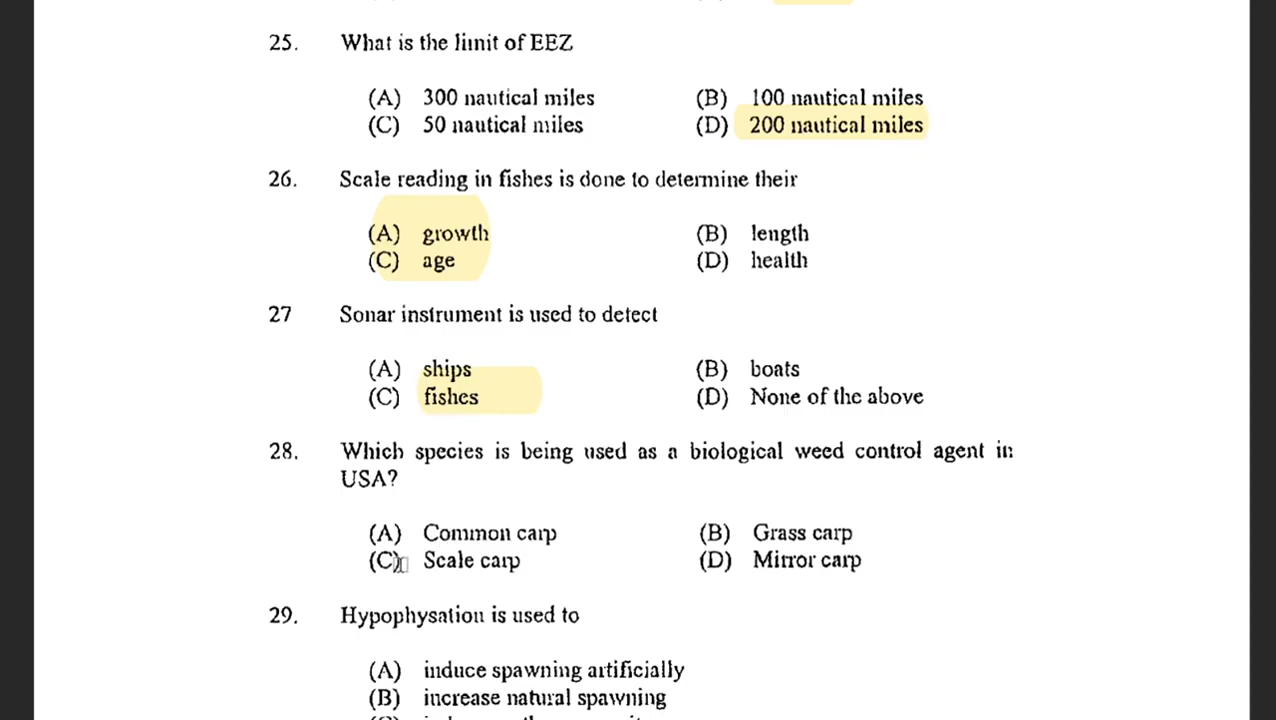 25. What is the limit of EEZ
(A) 300 nautical miles (B) 100 nautical miles
(C) 50 nautical miles (D) 200 nautical miles
26. Scale reading in fishes is done to determine their
(A) growth (B) length
(C) age (D) health
27 Sonar instrument is used to detect
(A) ships (B) boats
(C) fishes (D) None of the above
28. Which species is being used as a biological weed control agent in
USA?
(A) Common carp (B) Grass carp
(C) Scale carp (D) Mirror carp
29. Hypophysation is used to
(A) induce spawning artificially
(B) increase natural spawning